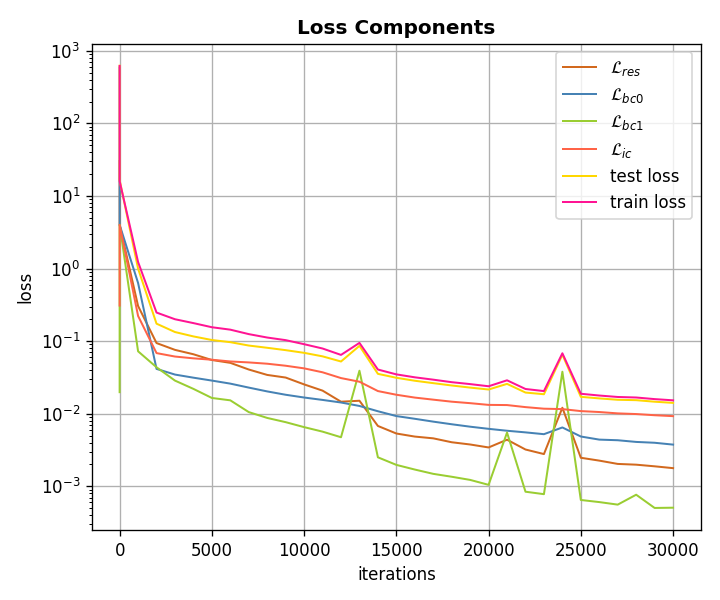 Loss Components
loss
10³
10²
10¹
10⁰
10⁻¹
10⁻²
10⁻³
ℒ_res
ℒ_bc0
ℒ_bc1
ℒ_ic
test loss
train loss
0 5000 10000 15000 20000 25000 30000
iterations